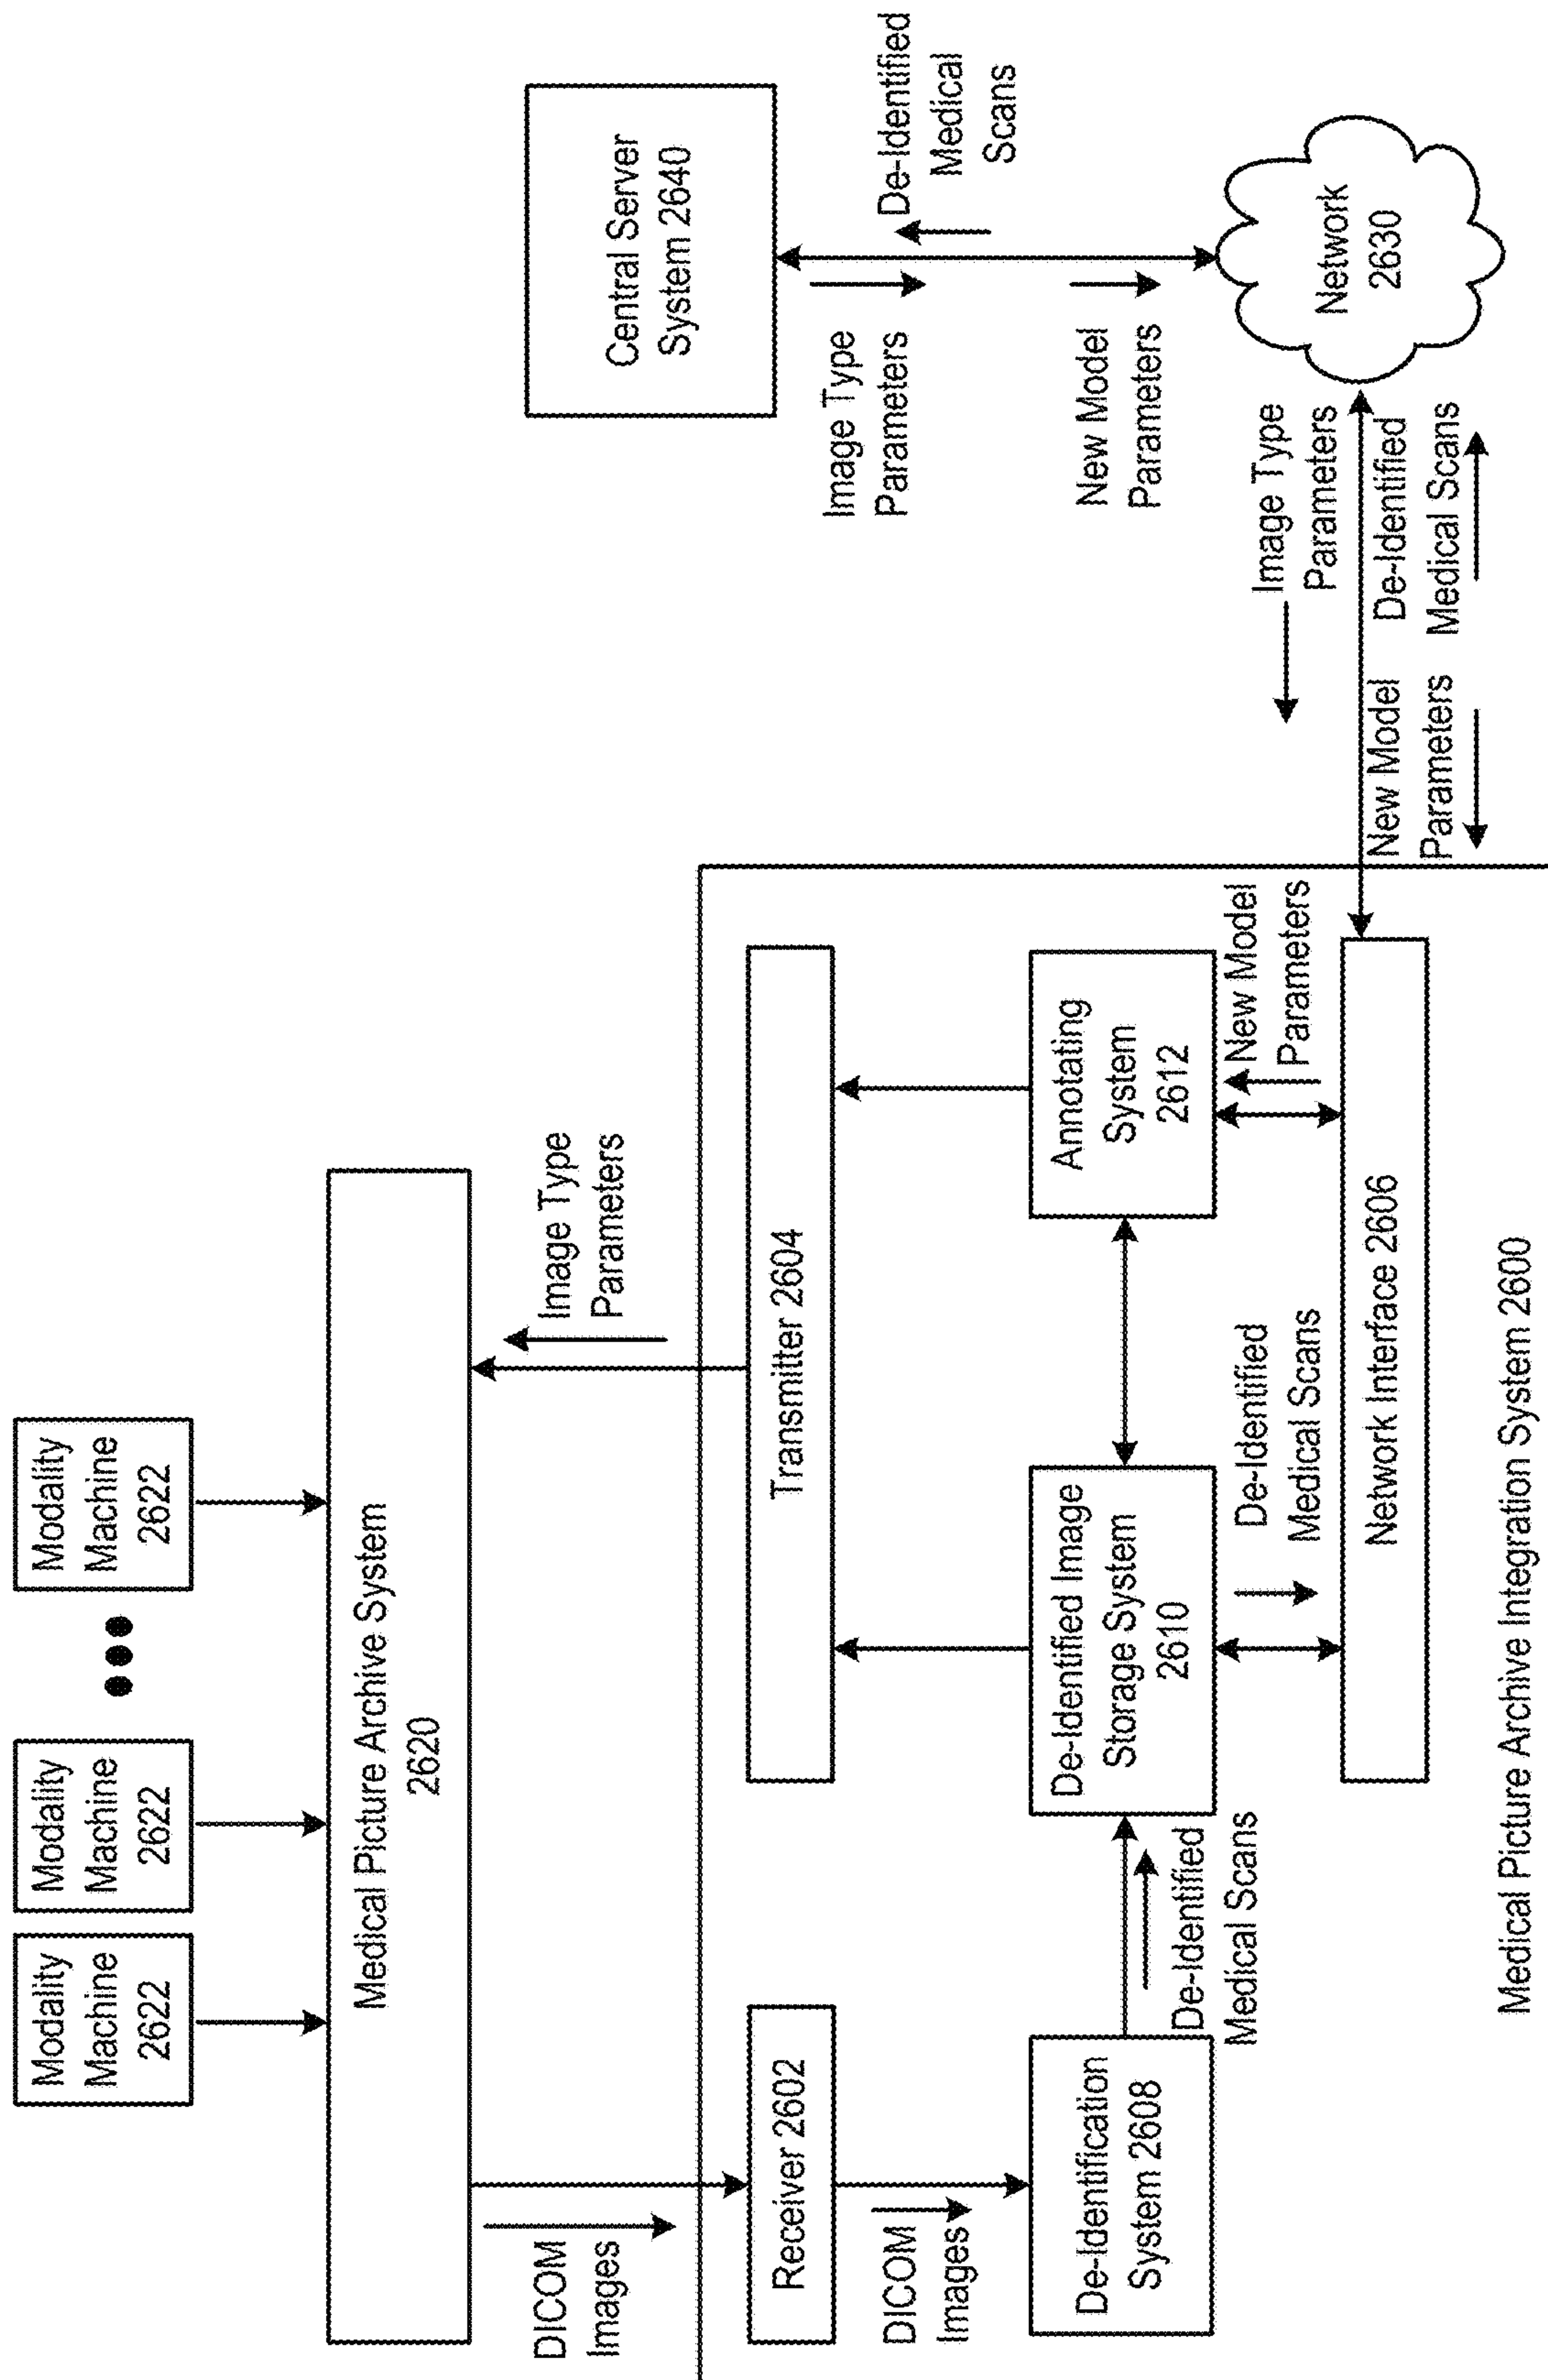 Modality
Machine
2622
Modality
Machine
2622
Modality
Machine
2622
Medical Picture Archive System
2620
DICOM
Images
Image Type
Parameters
Receiver 2602
Transmitter 2604
DICOM
Images
De-Identification
System 2608
De-Identified
Medical Scans
De-Identified Image
Storage System
2610
Annotating
System
2612
De-Identified
Medical Scans
New Model
Parameters
Network Interface 2606
Medical Picture Archive Integration System 2600
Central Server
System 2640
De-Identified
Medical
Scans
Image Type
Parameters
New Model
Parameters
Network
2630
Image Type
Parameters
New Model
Parameters
De-Identified
Medical Scans